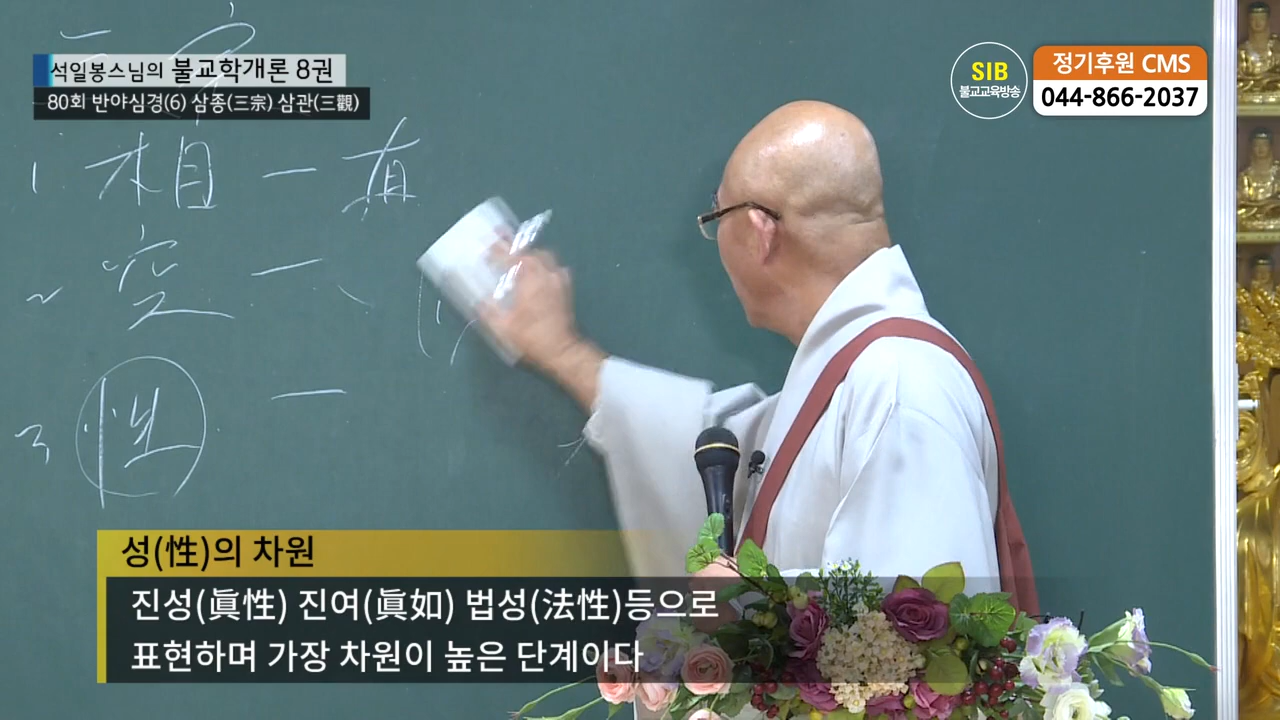 석일봉스님의 불교학개론 8권
80회 반야심경(6) 삼종(三宗) 삼관(三觀)
SIB
불교교육방송
정기후원 CMS
044-866-2037
1. 相 一 有
2 空 一
3 性 一
성(性)의 차원
진성(眞性) 진여(眞如) 법성(法性)등으로
표현하며 가장 차원이 높은 단계이다